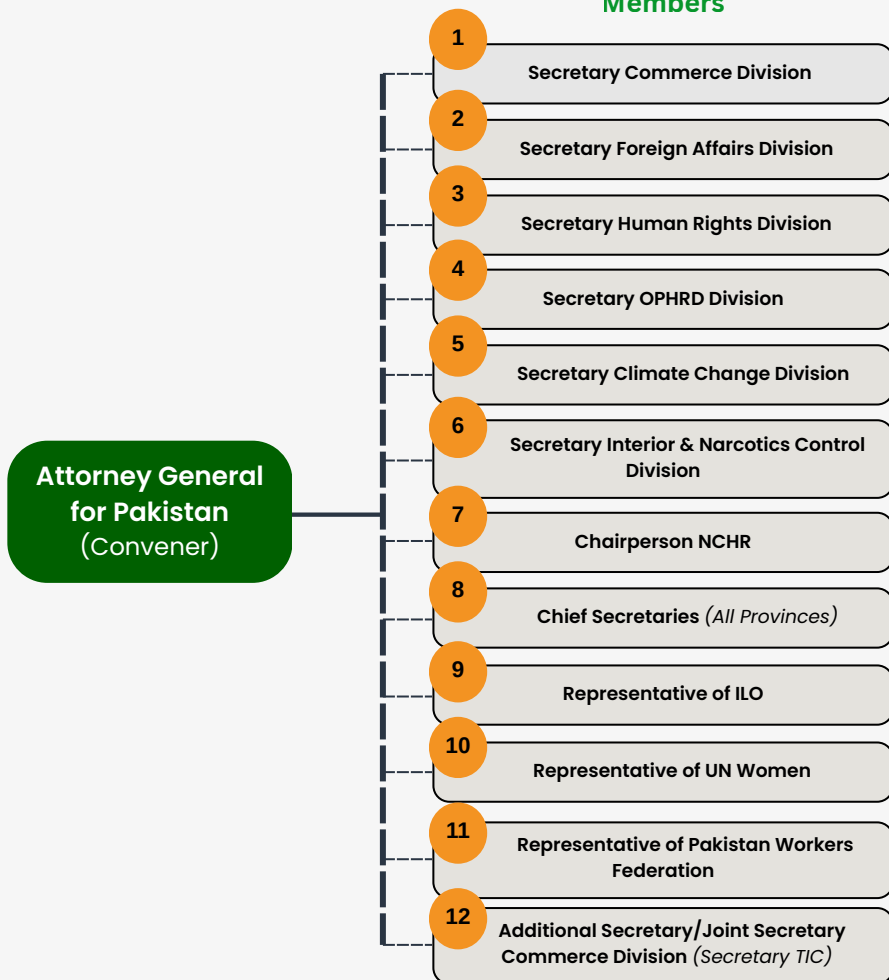 Members
1
Secretary Commerce Division
2
Secretary Foreign Affairs Division
3
Secretary Human Rights Division
4
Secretary OPHRD Division
5
Secretary Climate Change Division
6
Secretary Interior & Narcotics Control
Division
Attorney General
for Pakistan
(Convener)
7
Chairperson NCHR
8
Chief Secretaries (All Provinces)
9
Representative of ILO
10
Representative of UN Women
11
Representative of Pakistan Workers
Federation
12
Additional Secretary/Joint Secretary
Commerce Division (Secretary TIC)